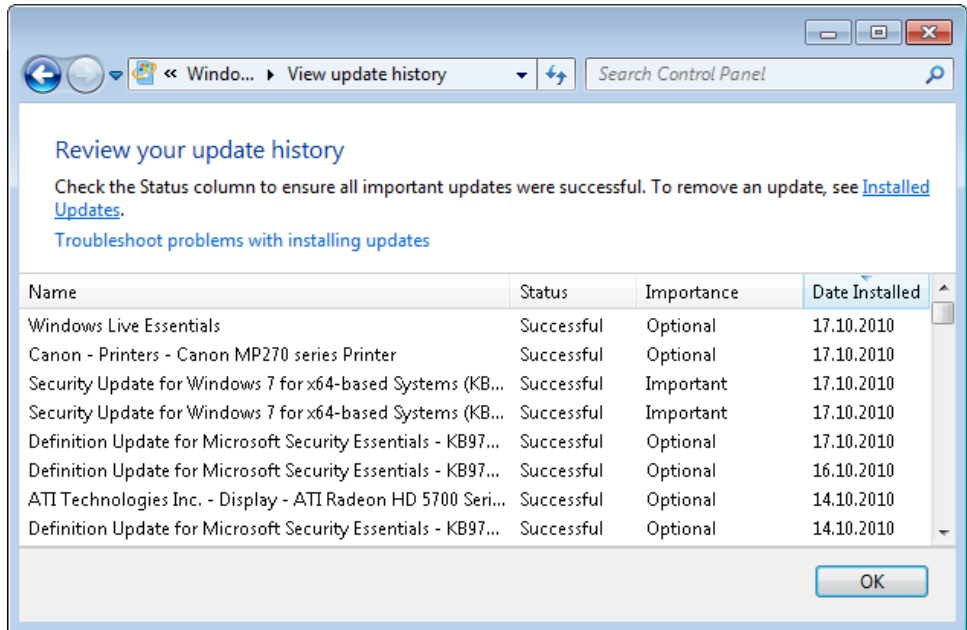 « Windo... ▸ View update history
Search Control Panel
Review your update history
Check the Status column to ensure all important updates were successful. To remove an update, see Installed
Updates.
Troubleshoot problems with installing updates
Name Status Importance Date Installed
Windows Live Essentials Successful Optional 17.10.2010
Canon - Printers - Canon MP270 series Printer Successful Optional 17.10.2010
Security Update for Windows 7 for x64-based Systems (KB... Successful Important 17.10.2010
Security Update for Windows 7 for x64-based Systems (KB... Successful Important 17.10.2010
Definition Update for Microsoft Security Essentials - KB97... Successful Optional 17.10.2010
Definition Update for Microsoft Security Essentials - KB97... Successful Optional 16.10.2010
ATI Technologies Inc. - Display - ATI Radeon HD 5700 Seri... Successful Optional 14.10.2010
Definition Update for Microsoft Security Essentials - KB97... Successful Optional 14.10.2010
OK